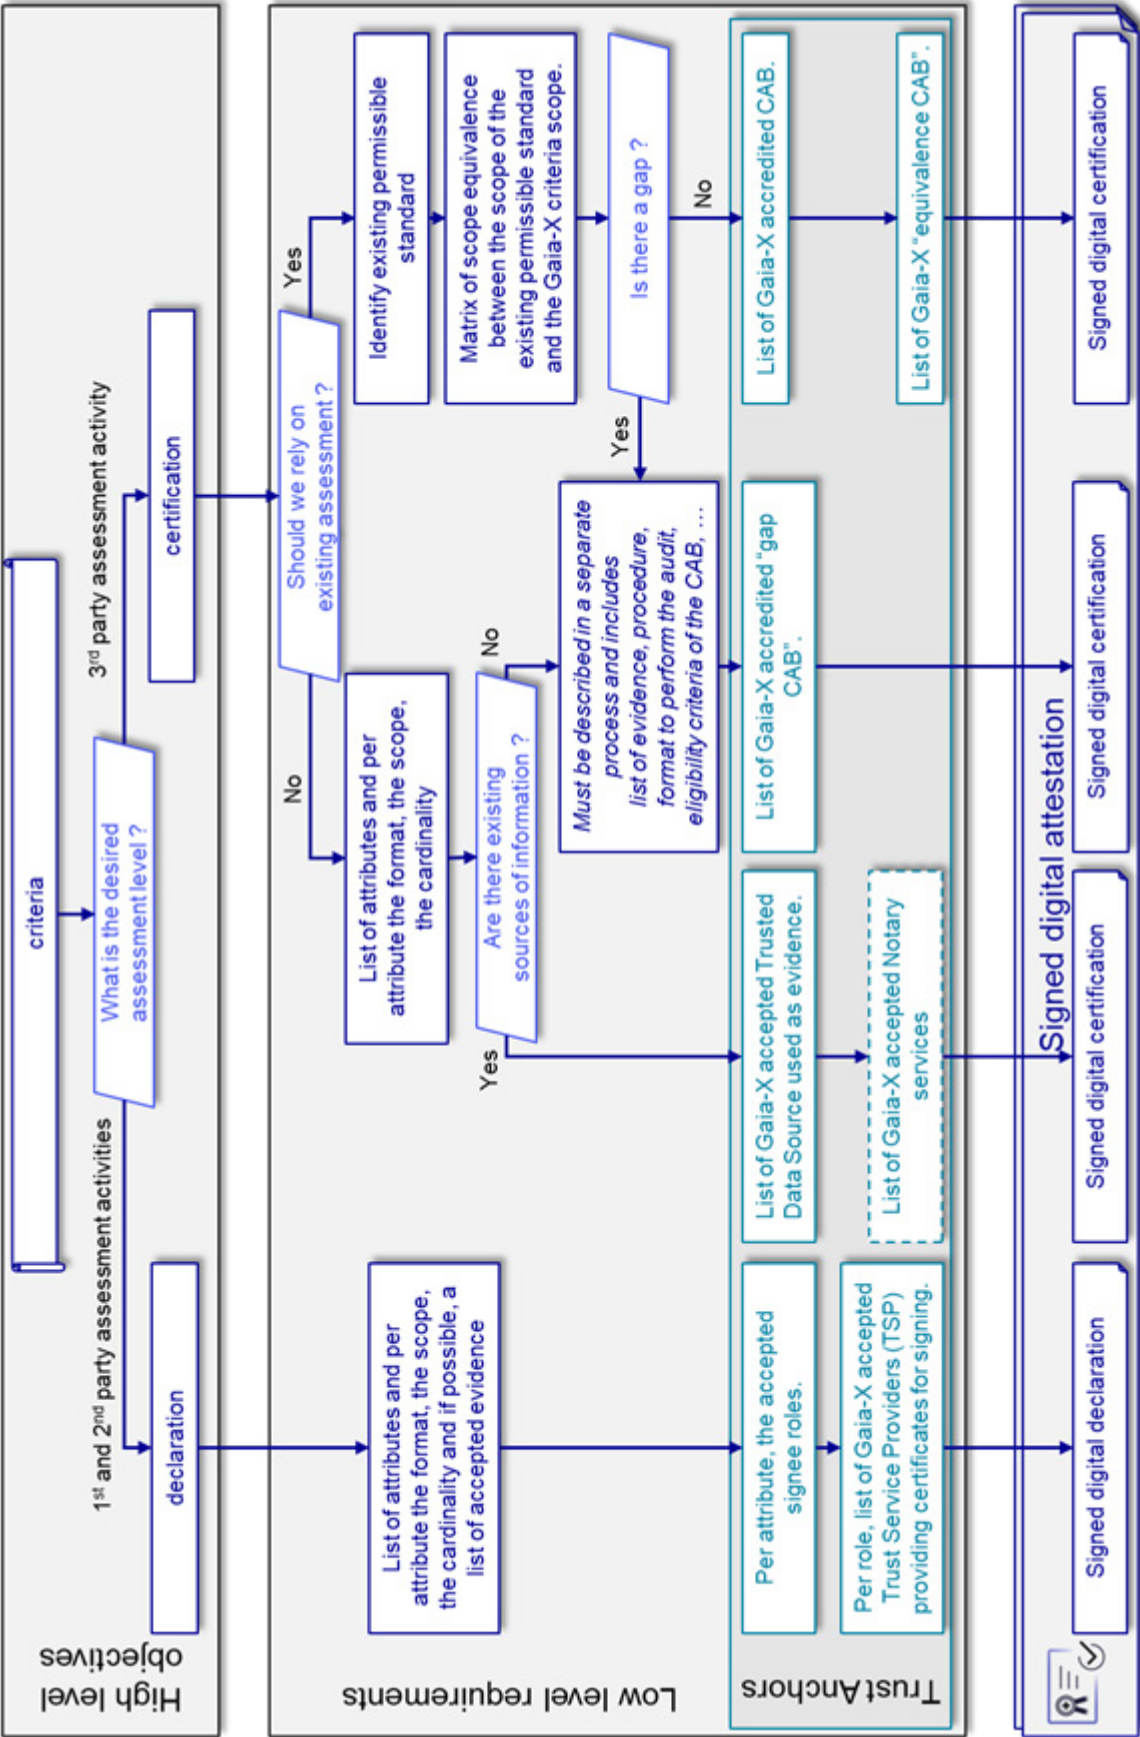 High level
objectives
criteria
What is the desired
assessment level ?
1st and 2nd party assessment activities
3rd party assessment activity
declaration
certification
Low level requirements
Should we rely on
existing assessment ?
No
Yes
List of attributes and per
attribute the format, the scope,
the cardinality and if possible, a
list of accepted evidence
List of attributes and per
attribute the format, the scope,
the cardinality
Identify existing permissible
standard
Matrix of scope equivalence
between the scope of the
existing permissible standard
and the Gaia-X criteria scope.
Are there existing
sources of information ?
Yes
No
Must be described in a separate
process and includes
list of evidence, procedure,
format to perform the audit,
eligibility criteria of the CAB, ...
Is there a gap ?
Yes
No
Trust Anchors
Per attribute, the accepted
signee roles.
Per role, list of Gaia-X accepted
Trust Service Providers (TSP)
providing certificates for signing.
List of Gaia-X accepted Trusted
Data Source used as evidence.
List of Gaia-X accepted Notary
services
List of Gaia-X accredited "gap
CAB".
List of Gaia-X accredited CAB.
List of Gaia-X "equivalence CAB".
Signed digital attestation
Signed digital declaration
Signed digital certification
Signed digital certification
Signed digital certification